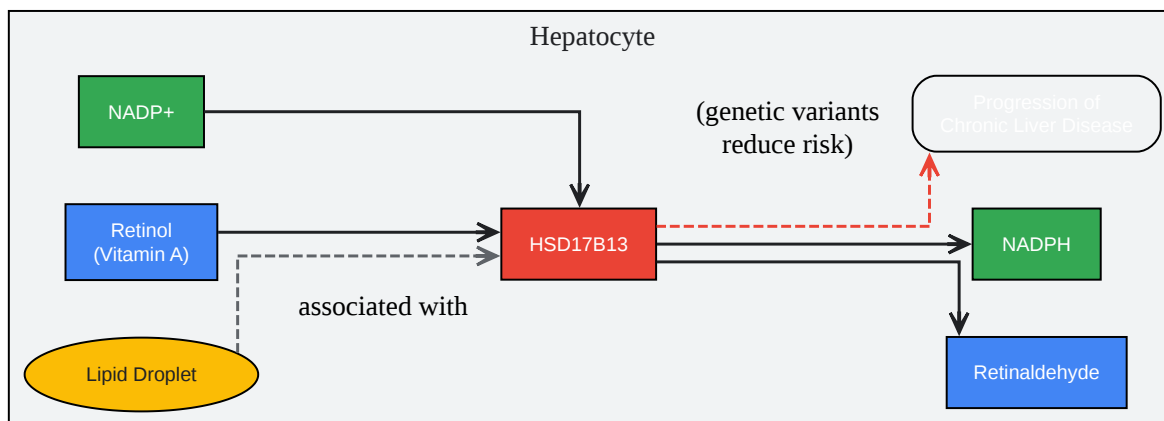 Hepatocyte
NADP+
(genetic variants
reduce risk)
Progression of
Chronic Liver Disease
Retinol
(Vitamin A)
HSD17B13
NADPH
associated with
Lipid Droplet
Retinaldehyde